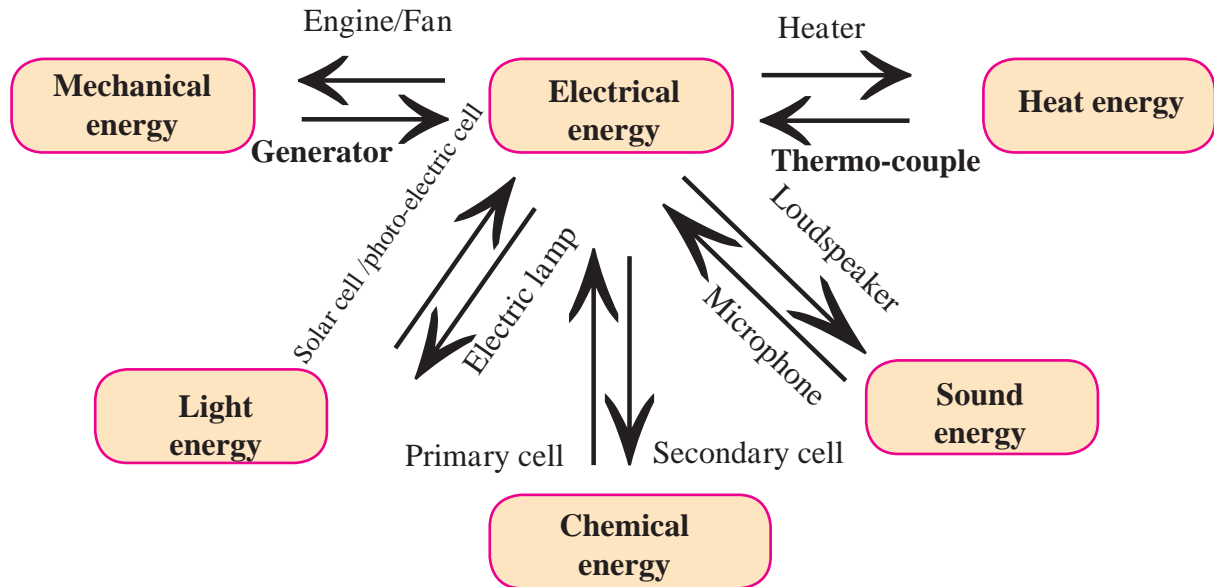 Engine/Fan
Heater
Mechanical
energy
Electrical
energy
Heat energy
Generator
Thermo-couple
Solar cell /photo-electric cell
Electric lamp
Loudspeaker
Microphone
Light
energy
Primary cell
Secondary cell
Sound
energy
Chemical
energy